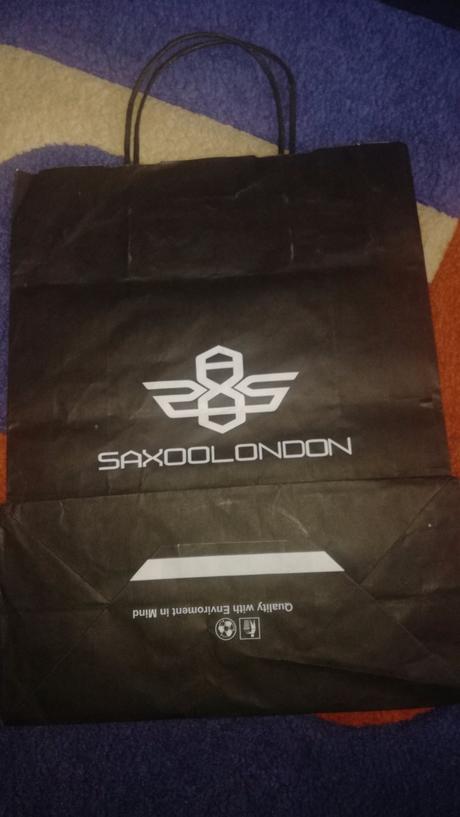 SAXOOLONDON
Quality with Enviroment in Mind